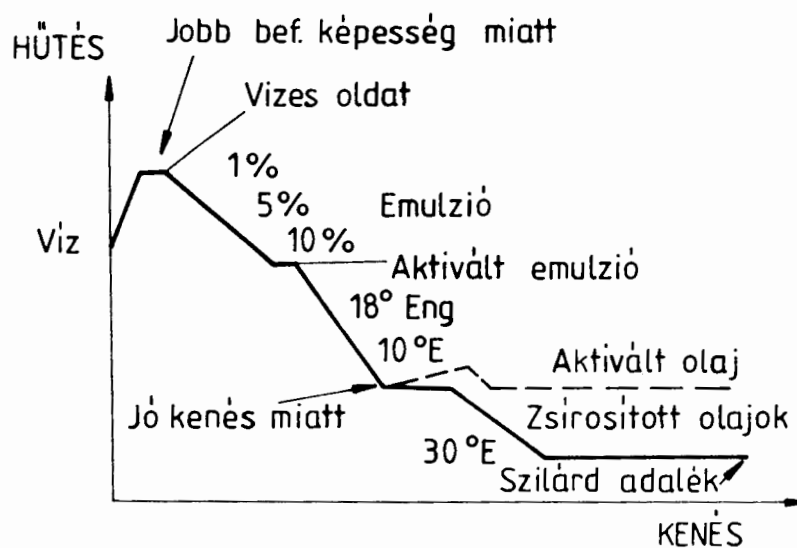 Jobb bef. képesség miatt
HŰTÉS
Vizes oldat
1%
5% Emulzió
Víz
10%
Aktivált emulzió
18° Eng
10°E
Aktivált olaj
Jó kenés miatt
Zsírosított olajok
30°E
Szilárd adalék
KENÉS